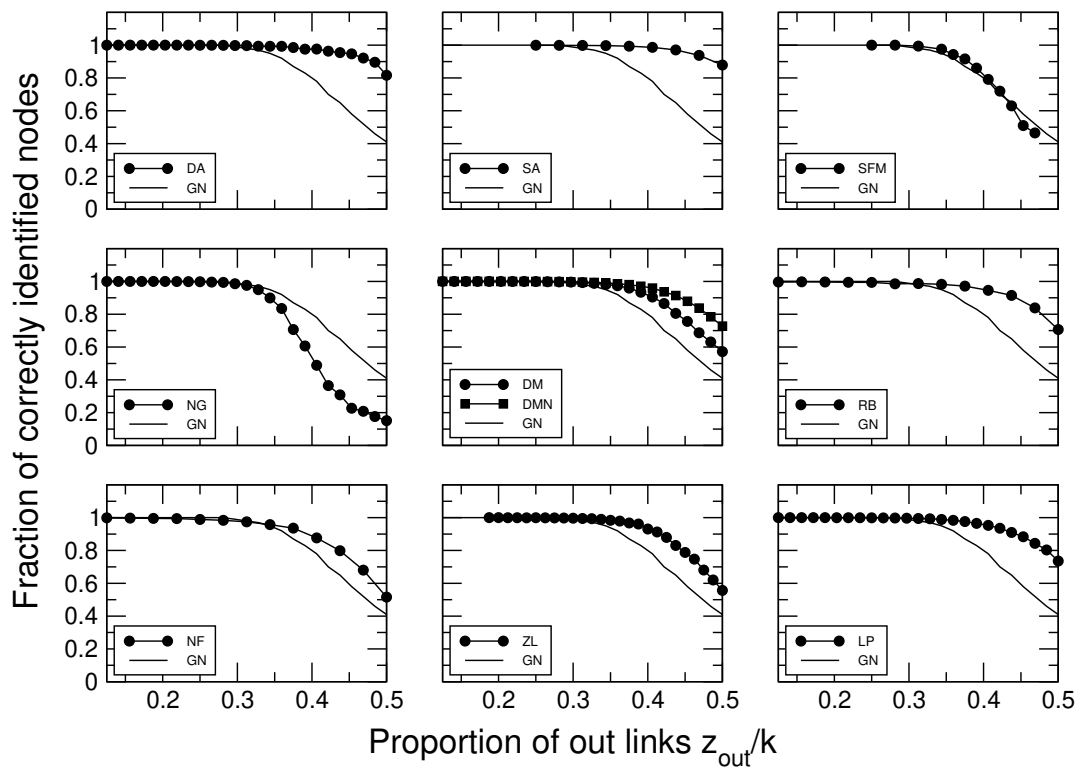 Fraction of correctly identified nodes
1
0.8
0.6
0.4
0.2
0
DA
GN
SA
GN
SFM
GN
1
0.8
0.6
0.4
0.2
0
NG
GN
DM
DMN
GN
RB
GN
1
0.8
0.6
0.4
0.2
0
NF
GN
ZL
GN
LP
GN
0.2 0.3 0.4 0.5
0.2 0.3 0.4 0.5
0.2 0.3 0.4 0.5
Proportion of out links z_out/k